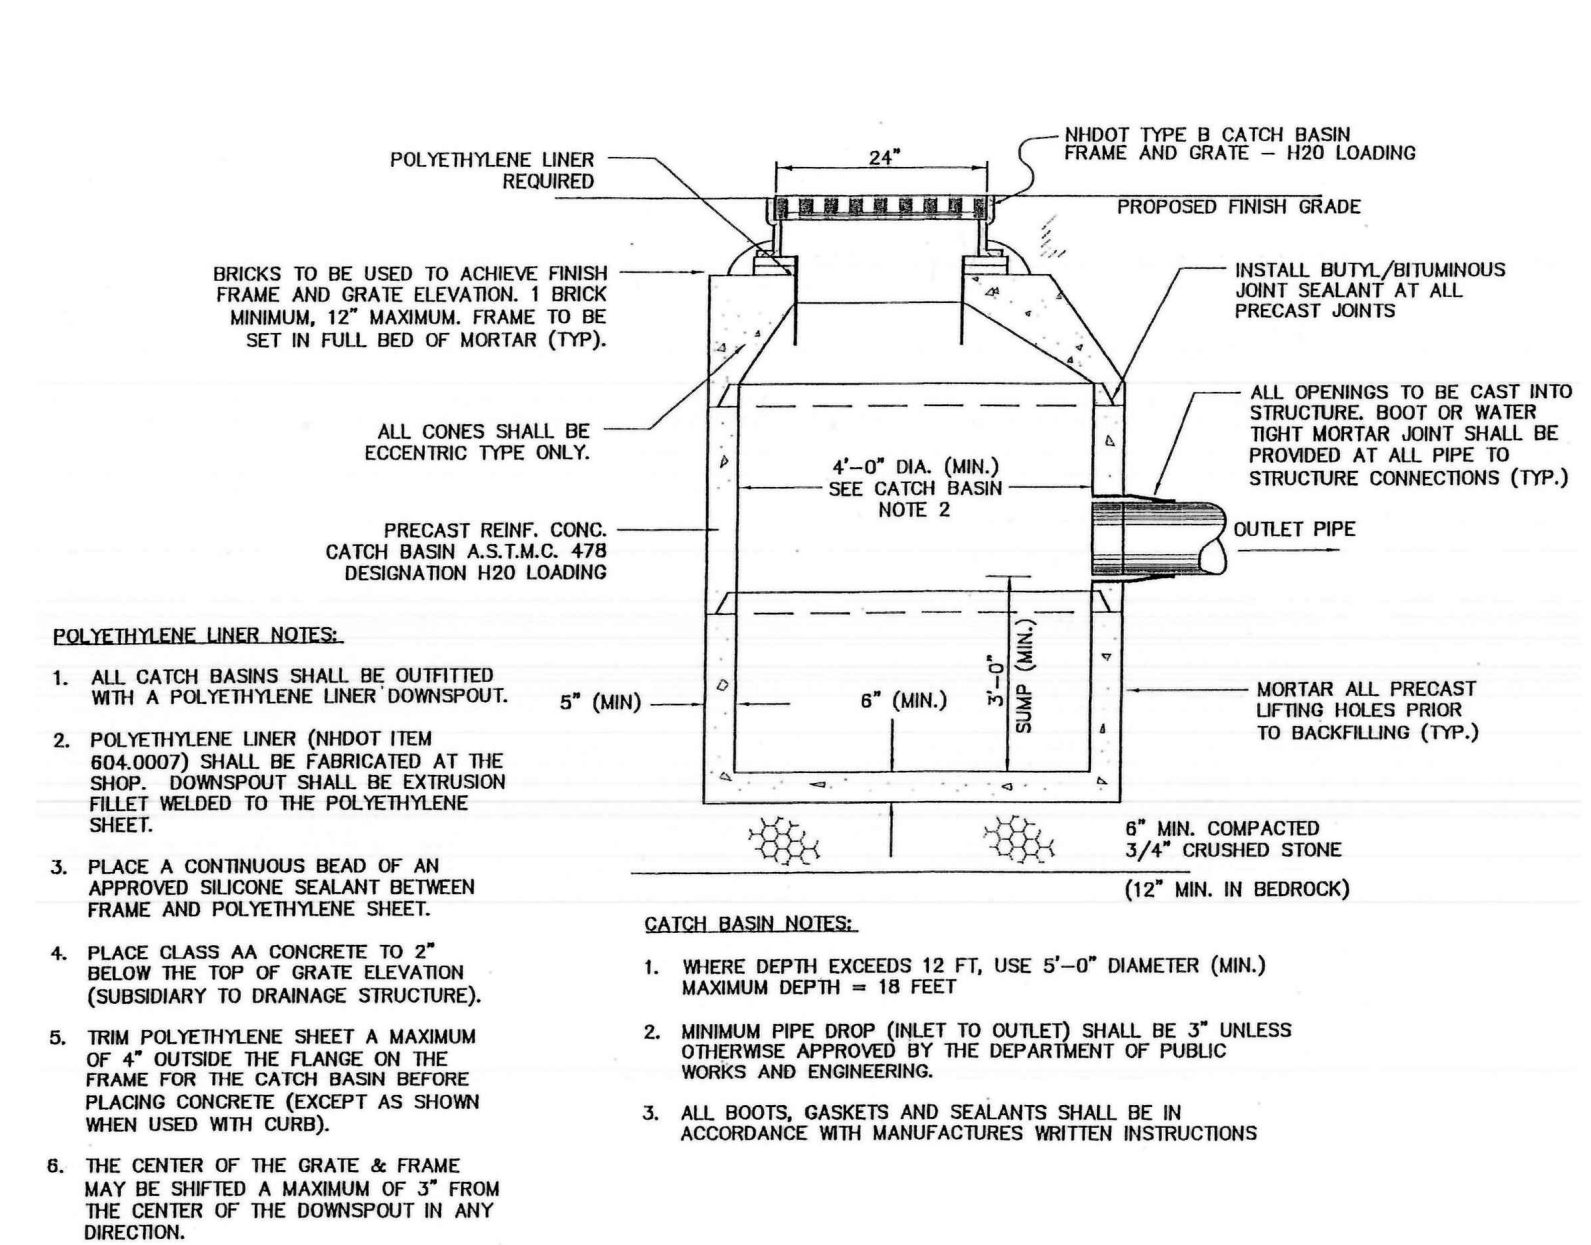 24"
NHDOT TYPE B CATCH BASIN
FRAME AND GRATE – H20 LOADING
POLYETHYLENE LINER
REQUIRED
PROPOSED FINISH GRADE
BRICKS TO BE USED TO ACHIEVE FINISH
FRAME AND GRATE ELEVATION. 1 BRICK
MINIMUM, 12" MAXIMUM. FRAME TO BE
SET IN FULL BED OF MORTAR (TYP).
INSTALL BUTYL/BITUMINOUS
JOINT SEALANT AT ALL
PRECAST JOINTS
ALL CONES SHALL BE
ECCENTRIC TYPE ONLY.
ALL OPENINGS TO BE CAST INTO
STRUCTURE. BOOT OR WATER
TIGHT MORTAR JOINT SHALL BE
PROVIDED AT ALL PIPE TO
STRUCTURE CONNECTIONS (TYP.)
4'-0" DIA. (MIN.)
SEE CATCH BASIN
NOTE 2
PRECAST REINF. CONC.
CATCH BASIN A.S.T.M.C. 478
DESIGNATION H20 LOADING
OUTLET PIPE
5" (MIN)
6" (MIN.)
3'-0"
SUMP (MIN.)
MORTAR ALL PRECAST
LIFTING HOLES PRIOR
TO BACKFILLING (TYP.)
6" MIN. COMPACTED
3/4" CRUSHED STONE
(12" MIN. IN BEDROCK)
POLYETHYLENE LINER NOTES:
1. ALL CATCH BASINS SHALL BE OUTFITTED
WITH A POLYETHYLENE LINER DOWNSPOUT.
2. POLYETHYLENE LINER (NHDOT ITEM
604.0007) SHALL BE FABRICATED AT THE
SHOP. DOWNSPOUT SHALL BE EXTRUSION
FILLET WELDED TO THE POLYETHYLENE
SHEET.
3. PLACE A CONTINUOUS BEAD OF AN
APPROVED SILICONE SEALANT BETWEEN
FRAME AND POLYETHYLENE SHEET.
4. PLACE CLASS AA CONCRETE TO 2"
BELOW THE TOP OF GRATE ELEVATION
(SUBSIDIARY TO DRAINAGE STRUCTURE).
5. TRIM POLYETHYLENE SHEET A MAXIMUM
OF 4" OUTSIDE THE FLANGE ON THE
FRAME FOR THE CATCH BASIN BEFORE
PLACING CONCRETE (EXCEPT AS SHOWN
WHEN USED WITH CURB).
6. THE CENTER OF THE GRATE & FRAME
MAY BE SHIFTED A MAXIMUM OF 3" FROM
THE CENTER OF THE DOWNSPOUT IN ANY
DIRECTION.
CATCH BASIN NOTES:
1. WHERE DEPTH EXCEEDS 12 FT, USE 5'-0" DIAMETER (MIN.)
MAXIMUM DEPTH = 18 FEET
2. MINIMUM PIPE DROP (INLET TO OUTLET) SHALL BE 3" UNLESS
OTHERWISE APPROVED BY THE DEPARTMENT OF PUBLIC
WORKS AND ENGINEERING.
3. ALL BOOTS, GASKETS AND SEALANTS SHALL BE IN
ACCORDANCE WITH MANUFACTURES WRITTEN INSTRUCTIONS